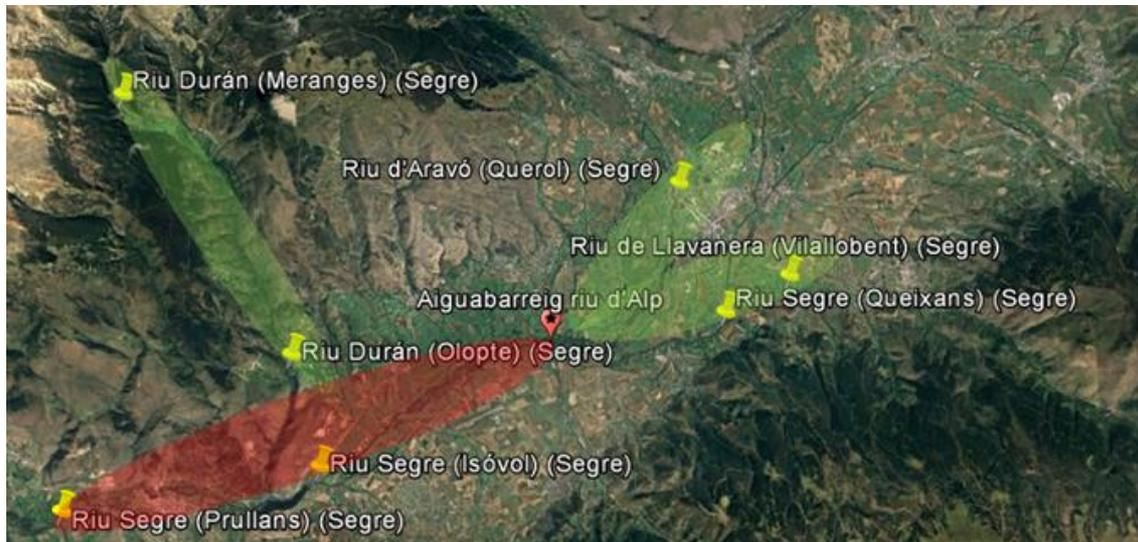 Riu Durán (Meranges) (Segre)
Riu d'Aravó (Querol) (Segre)
Riu de Llavanera (Vilallobent) (Segre)
Aiguabarreig riu d'Alp
Riu Segre (Queixans) (Segre)
Riu Durán (Olopte) (Segre)
Riu Segre (Isóvol) (Segre)
Riu Segre (Prullans) (Segre)